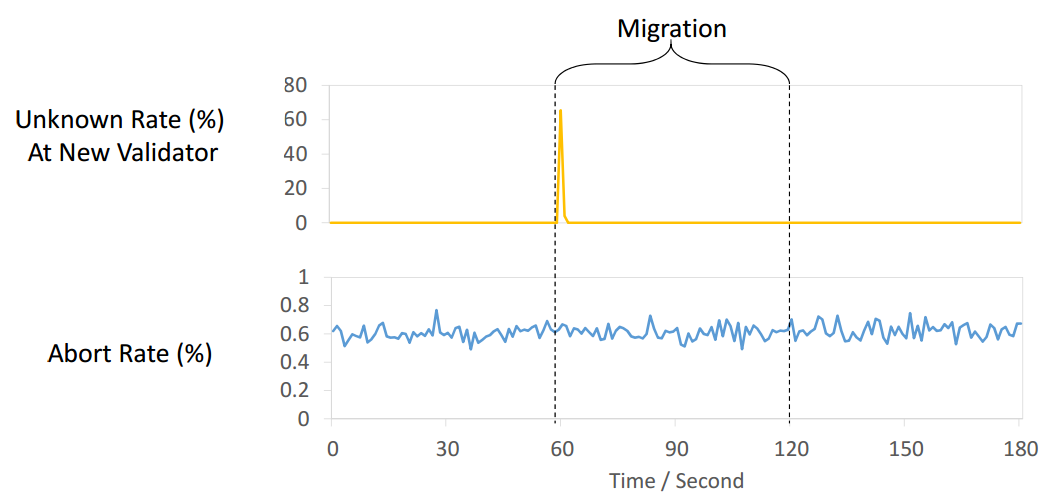 Migration
Unknown Rate (%)
At New Validator
80
60
40
20
0
Abort Rate (%)
1
0.8
0.6
0.4
0.2
0
0 30 60 90 120 150 180
Time / Second